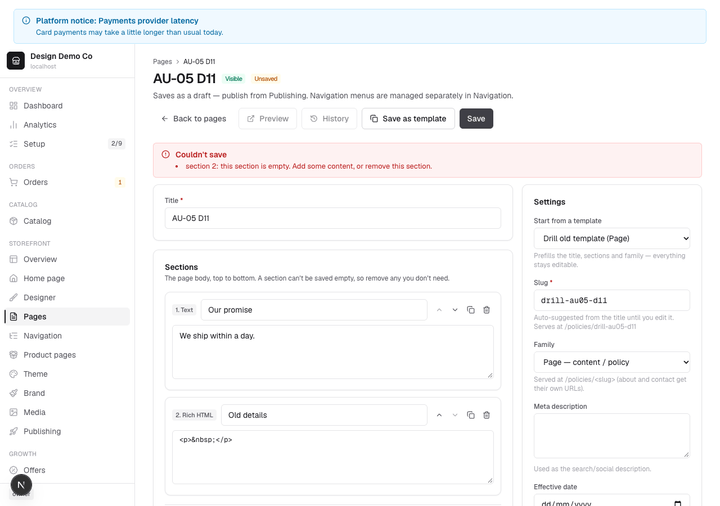 Platform notice: Payments provider latency
Card payments may take a little longer than usual today.
Design Demo Co
localhost
OVERVIEW
Dashboard
Analytics
Setup 2/9
ORDERS
Orders 1
CATALOG
Catalog
STOREFRONT
Overview
Home page
Designer
Pages
Navigation
Product pages
Theme
Brand
Media
Publishing
GROWTH
Offers
N
Pages › AU-05 D11
AU-05 D11 Visible Unsaved
Saves as a draft — publish from Publishing. Navigation menus are managed separately in Navigation.
Back to pages Preview History Save as template Save
Couldn't save
• section 2: this section is empty. Add some content, or remove this section.
Title *
AU-05 D11
Sections
The page body, top to bottom. A section can't be saved empty, so remove any you don't need.
1. Text Our promise
We ship within a day.
2. Rich HTML Old details
<p>&nbsp;</p>
Settings
Start from a template
Drill old template (Page)
Prefills the title, sections and family — everything
stays editable.
Slug *
drill-au05-d11
Auto-suggested from the title until you edit it.
Serves at /policies/drill-au05-d11
Family
Page — content / policy
Served at /policies/<slug> (about and contact get
their own URLs).
Meta description
Used as the search/social description.
Effective date
dd/mm/yyyy